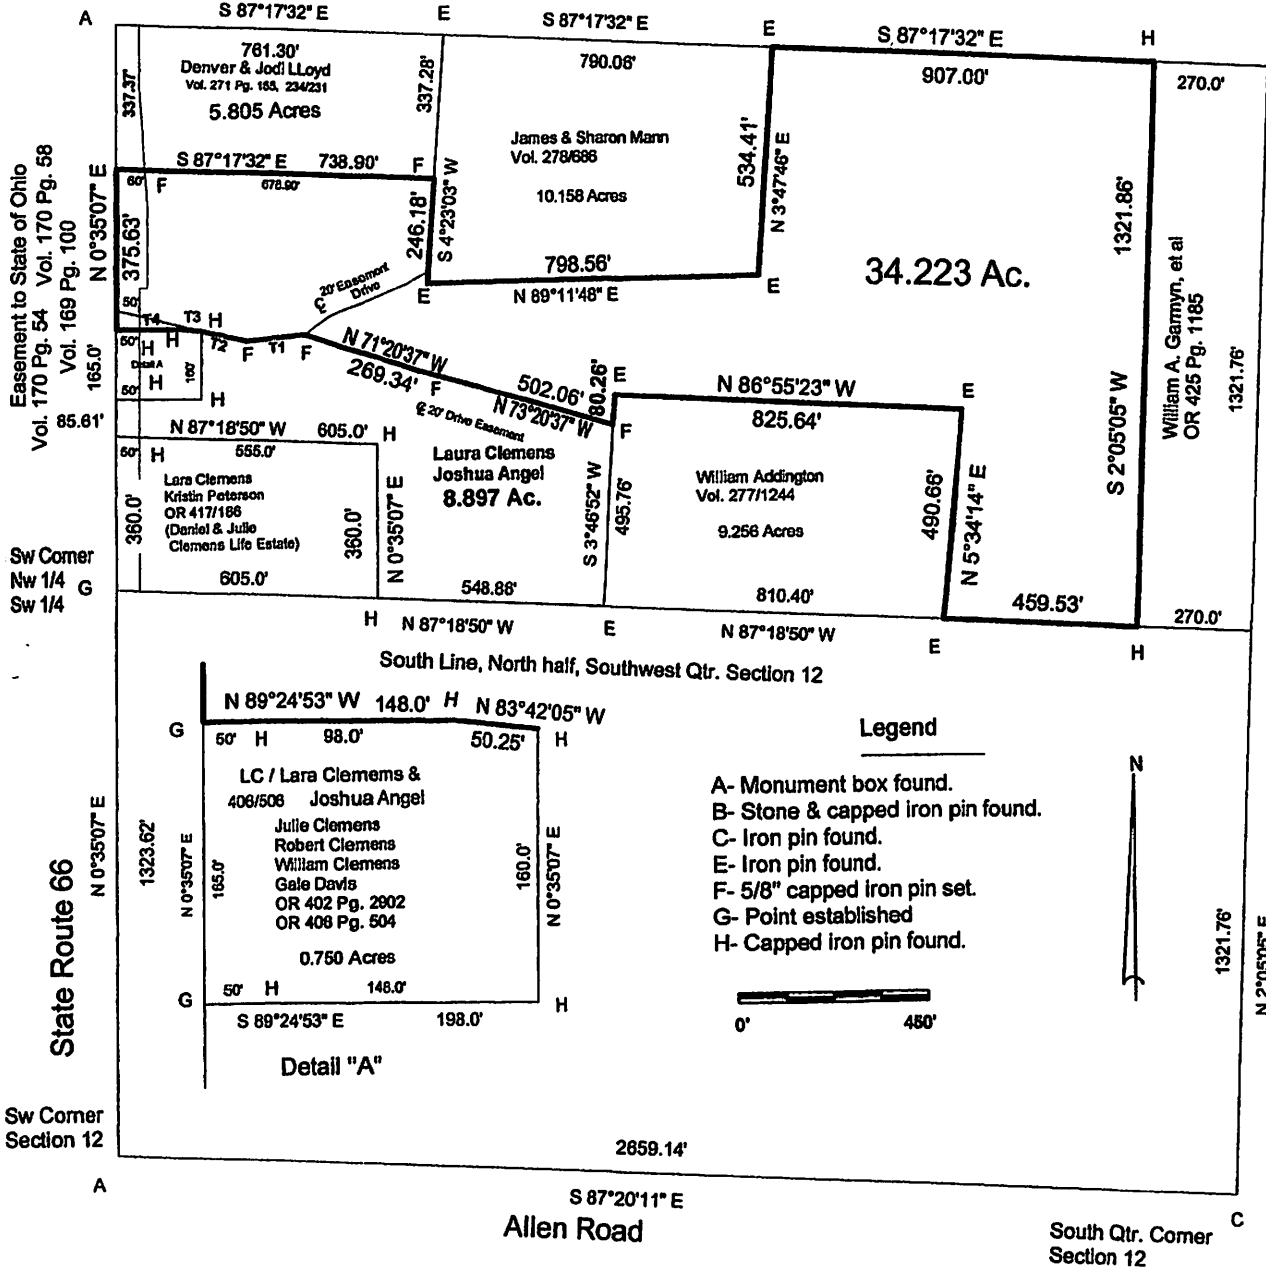 A
S 87°17'32" E
E
S 87°17'32" E
E
S 87°17'32" E
H
761.30'
Denver & Jodi LLoyd
Vol. 271 Pg. 155, 234/231
5.805 Acres
337.37'
337.28'
790.06'
907.00'
270.0'
James & Sharon Mann
Vol. 278/686
10.158 Acres
534.41'
N 3°47'46" E
1321.86'
S 87°17'32" E
738.90'
F
60'
F
678.90'
Easement to State of Ohio
Vol. 170 Pg. 54 Vol. 170 Pg. 58
Vol. 169 Pg. 100
N 0°35'07" E
375.63'
246.18'
S 4°23'03" W
798.56'
E
N 89°11'48" E
E
34.223 Ac.
William A. Garmyn, et al
OR 425 Pg. 1185
1321.76'
20' Easement
Drive
50'
T4
T3
H
T2
F
T1
F
50'
H
H
Detail A
H
100'
50'
H
165.0'
85.61'
N 71°20'37" W
269.34'
F
502.06'
N 73°20'37" W
80.26'
E
F
N 86°55'23" W
E
825.64'
S 2°05'05" W
℄ 20' Drive Easement
N 87°18'50" W
605.0'
H
50'
H
555.0'
Lara Clemens
Kristin Peterson
OR 417/186
(Daniel & Julie
Clemens Life Estate)
360.0'
360.0'
N 0°35'07" E
605.0'
Laura Clemens
Joshua Angel
8.897 Ac.
S 3°46'52" W
495.76'
William Addington
Vol. 277/1244
9.256 Acres
490.66'
N 5°34'14" E
Sw Corner
Nw 1/4
Sw 1/4
G
548.86'
810.40'
459.53'
270.0'
H
N 87°18'50" W
E
N 87°18'50" W
E
H
South Line, North half, Southwest Qtr. Section 12
N 89°24'53" W
148.0'
H
N 83°42'05" W
G
50'
H
98.0'
50.25'
H
LC / Lara Clemems &
406/506 Joshua Angel
Julie Clemens
Robert Clemens
William Clemens
Gale Davis
OR 402 Pg. 2902
OR 406 Pg. 504
0.750 Acres
N 0°35'07" E
165.0'
160.0'
N 0°35'07" E
G
50'
H
148.0'
H
S 89°24'53" E
198.0'
Detail "A"
State Route 66
N 0°35'07" E
1323.62'
Legend
A- Monument box found.
B- Stone & capped iron pin found.
C- Iron pin found.
E- Iron pin found.
F- 5/8" capped iron pin set.
G- Point established
H- Capped iron pin found.
0'
450'
N
1321.76'
N 2°05'05" E
Sw Corner
Section 12
A
2659.14'
S 87°20'11" E
Allen Road
C
South Qtr. Corner
Section 12